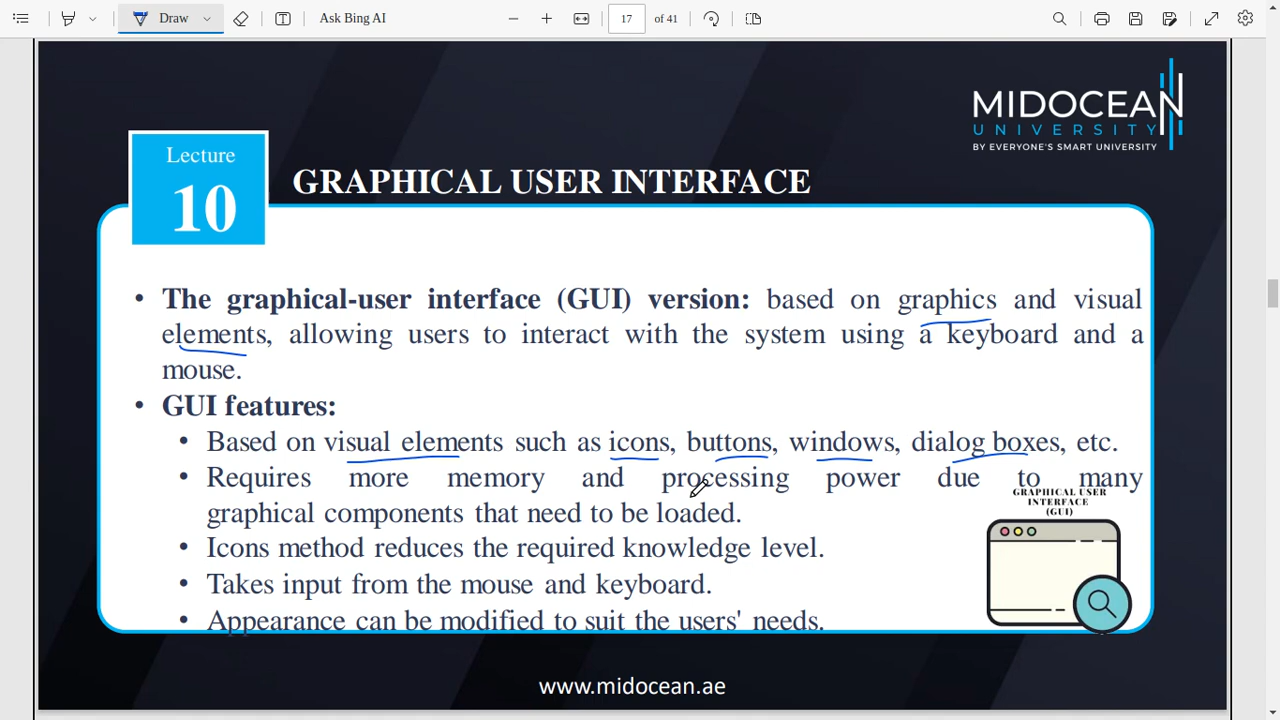 Draw
Ask Bing AI
17
of 41
MIDOCEAN
UNIVERSITY
BY EVERYONE'S SMART UNIVERSITY
Lecture
10
GRAPHICAL USER INTERFACE
• The graphical-user interface (GUI) version: based on graphics and visual
elements, allowing users to interact with the system using a keyboard and a
mouse.
• GUI features:
• Based on visual elements such as icons, buttons, windows, dialog boxes, etc.
• Requires more memory and processing power due to many
graphical components that need to be loaded.
• Icons method reduces the required knowledge level.
• Takes input from the mouse and keyboard.
• Appearance can be modified to suit the users' needs.
GRAPHICAL USER
INTERFACE
(GUI)
www.midocean.ae